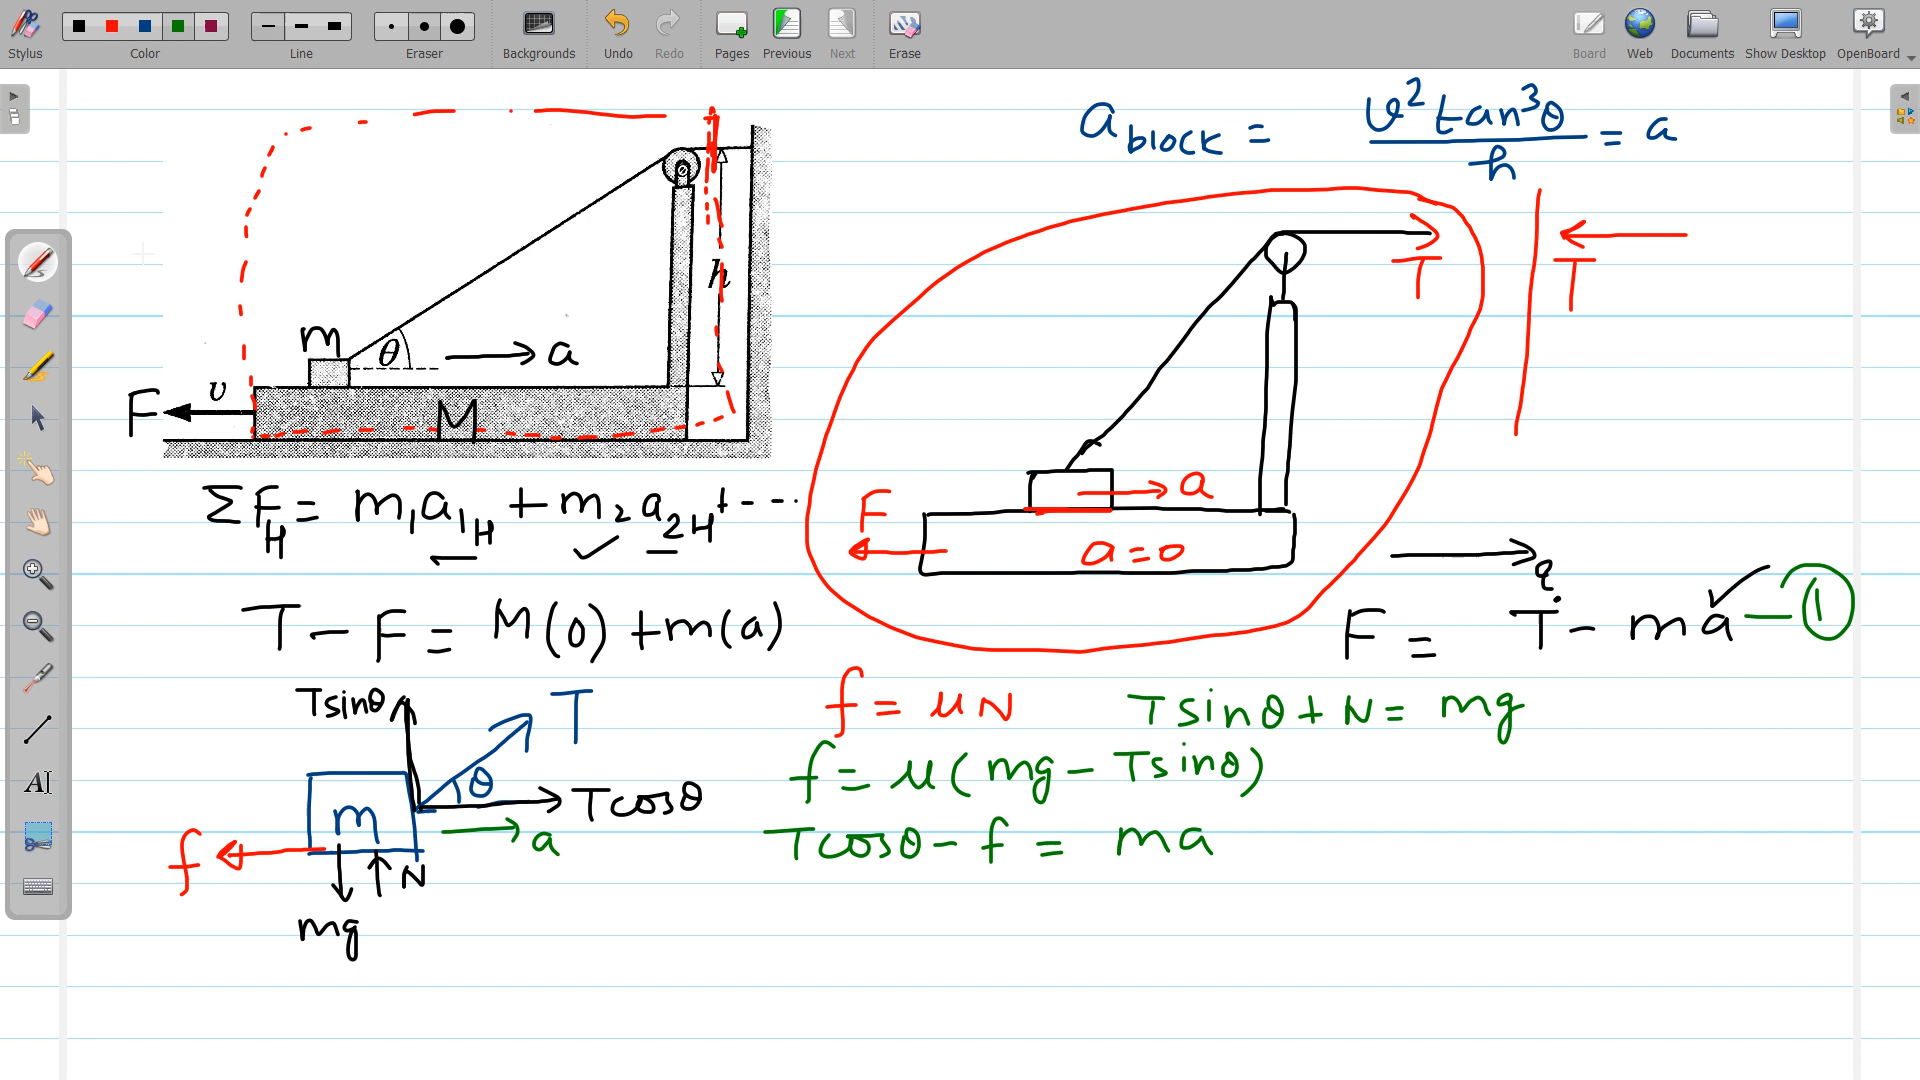 Stylus Color Line Eraser Backgrounds Undo Redo Pages Previous Next Erase Board Web Documents Show Desktop OpenBoard
a block = v² tan³θ / h = a
T T
h
m θ → a
v
F M
F a
a = 0
ΣF_H = m₁a₁H + m₂a₂H + - - ·
T - F = M(0) + m(a)
F = T - ma - ①
Tsinθ T
θ Tcosθ
m a
f N
mg
f = μN Tsinθ + N = mg
f = μ(mg - Tsinθ)
Tcosθ - f = ma
AI